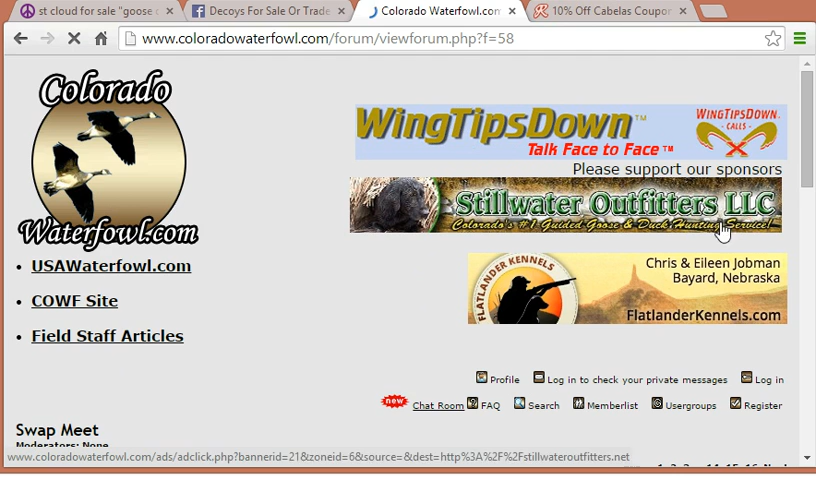 st cloud for sale "goose
Decoys For Sale Or Trade
Colorado Waterfowl.com
10% Off Cabelas Coupon
www.coloradowaterfowl.com/forum/viewforum.php?f=58
Colorado
Waterfowl.com
WingTipsDown™
Talk Face to Face™
WINGTIPSDOWN.
- CALLS -
Please support our sponsors
Stillwater Outfitters LLC
Colorado's #1 Guided Goose & Duck Hunting Service!
USAWaterfowl.com
COWF Site
Field Staff Articles
FLATLANDER KENNELS
Chris & Eileen Jobman
Bayard, Nebraska
FlatlanderKennels.com
Profile Log in to check your private messages Log in
new Chat Room FAQ Search Memberlist Usergroups Register
Swap Meet
Moderators: None
www.coloradowaterfowl.com/ads/adclick.php?bannerid=21&zoneid=6&source=&dest=http%3A%2F%2Fstillwateroutfitters.net